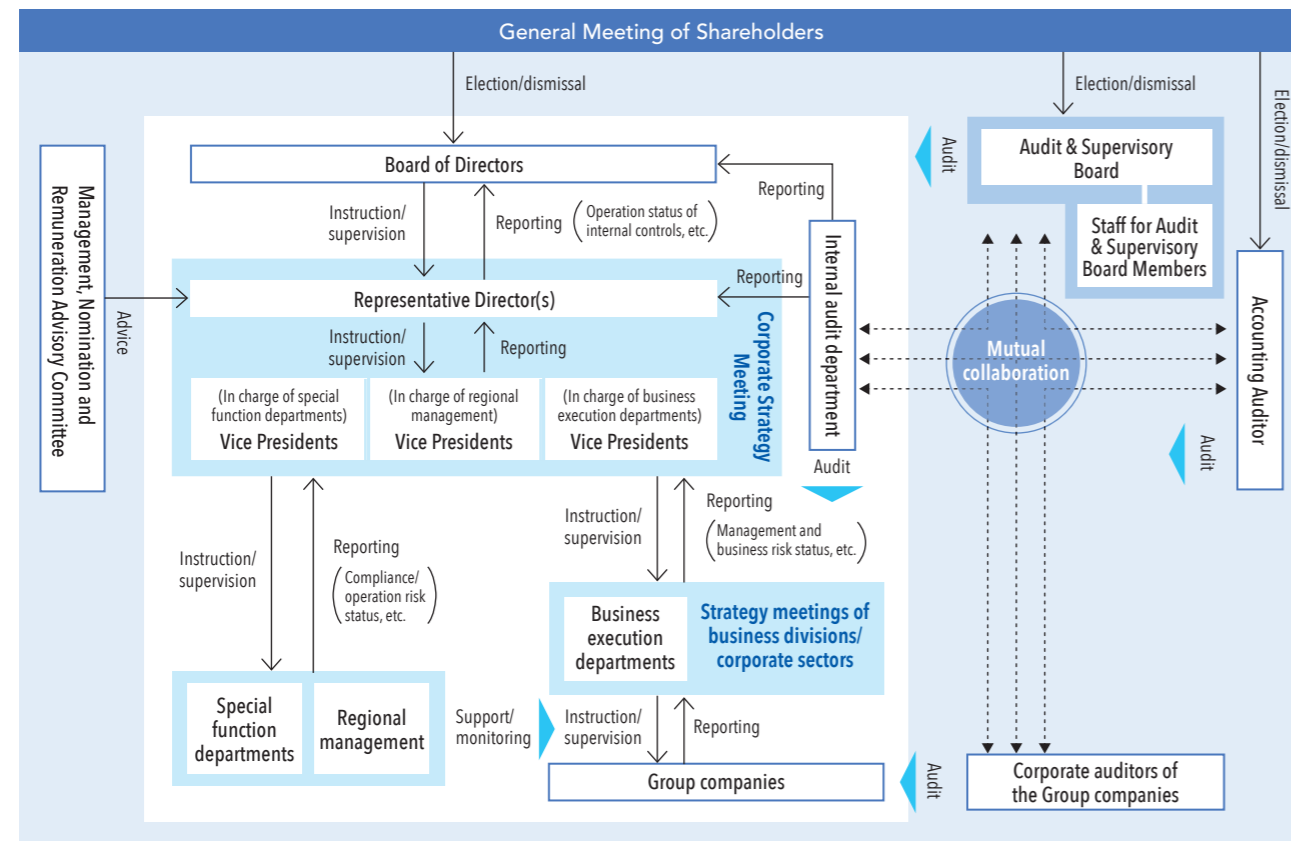 General Meeting of Shareholders
Election/dismissal
Election/dismissal
Election/dismissal
Management, Nomination and
Remuneration Advisory Committee
Advice
Board of Directors
Audit
Audit & Supervisory
Board
Staff for Audit
& Supervisory
Board Members
Instruction/
supervision
Reporting
(Operation status of
internal controls, etc.)
Reporting
Reporting
Internal audit department
Representative Director(s)
Instruction/
supervision
Reporting
Corporate Strategy
Meeting
(In charge of special
function departments)
Vice Presidents
(In charge of regional
management)
Vice Presidents
(In charge of business
execution departments)
Vice Presidents
Audit
Mutual
collaboration
Accounting Auditor
Audit
Instruction/
supervision
Reporting
(Compliance/
operation risk
status, etc.)
Instruction/
supervision
Reporting
(Management and
business risk status, etc.)
Business
execution
departments
Strategy meetings of
business divisions/
corporate sectors
Special
function
departments
Regional
management
Support/
monitoring
Instruction/
supervision
Reporting
Group companies
Audit
Corporate auditors of
the Group companies